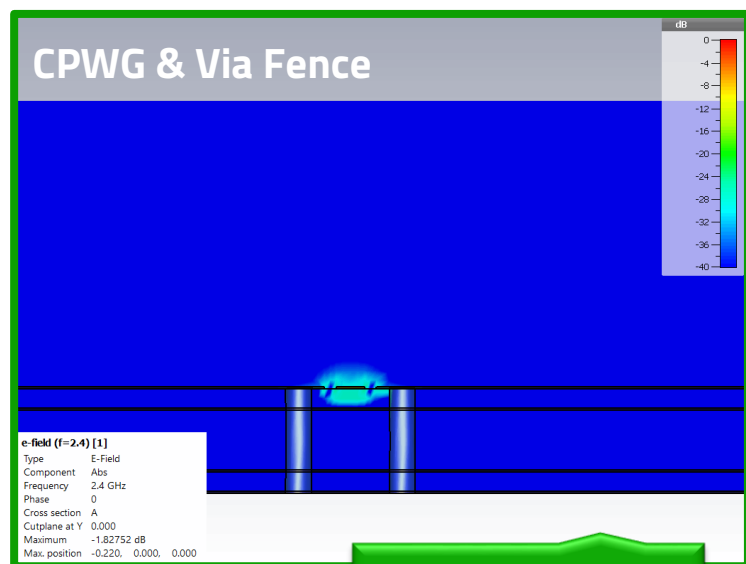 CPWG & Via Fence
dB
0
-4
-8
-12
-16
-20
-24
-28
-32
-36
-40
e-field (f=2.4) [1]
Type E-Field
Component Abs
Frequency 2.4 GHz
Phase 0
Cross section A
Cutplane at Y 0.000
Maximum -1.82752 dB
Max. position -0.220, 0.000, 0.000